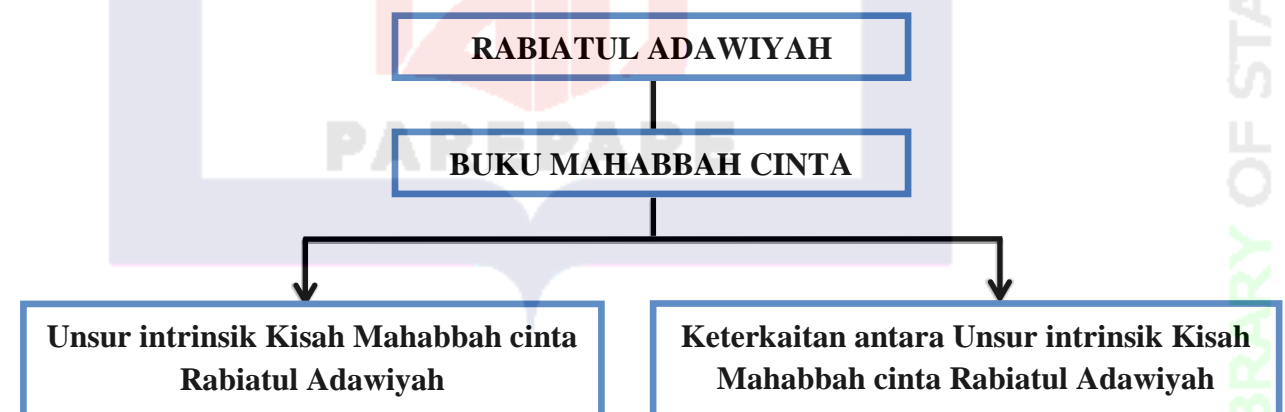 RABIATUL ADAWIYAH
PAREPARE
BUKU MAHABBAH CINTA
Unsur intrinsik Kisah Mahabbah cinta
Rabiatul Adawiyah
Keterkaitan antara Unsur intrinsik Kisah
Mahabbah cinta Rabiatul Adawiyah
OF